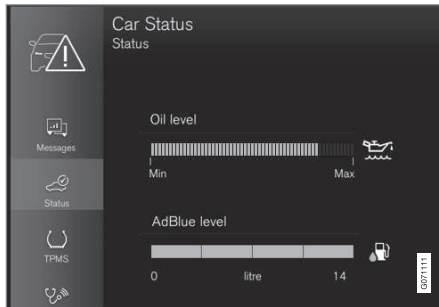 Car Status
Status
Messages
Status
TPMS
Oil level
Min Max
AdBlue level
0 litre 14
G071111